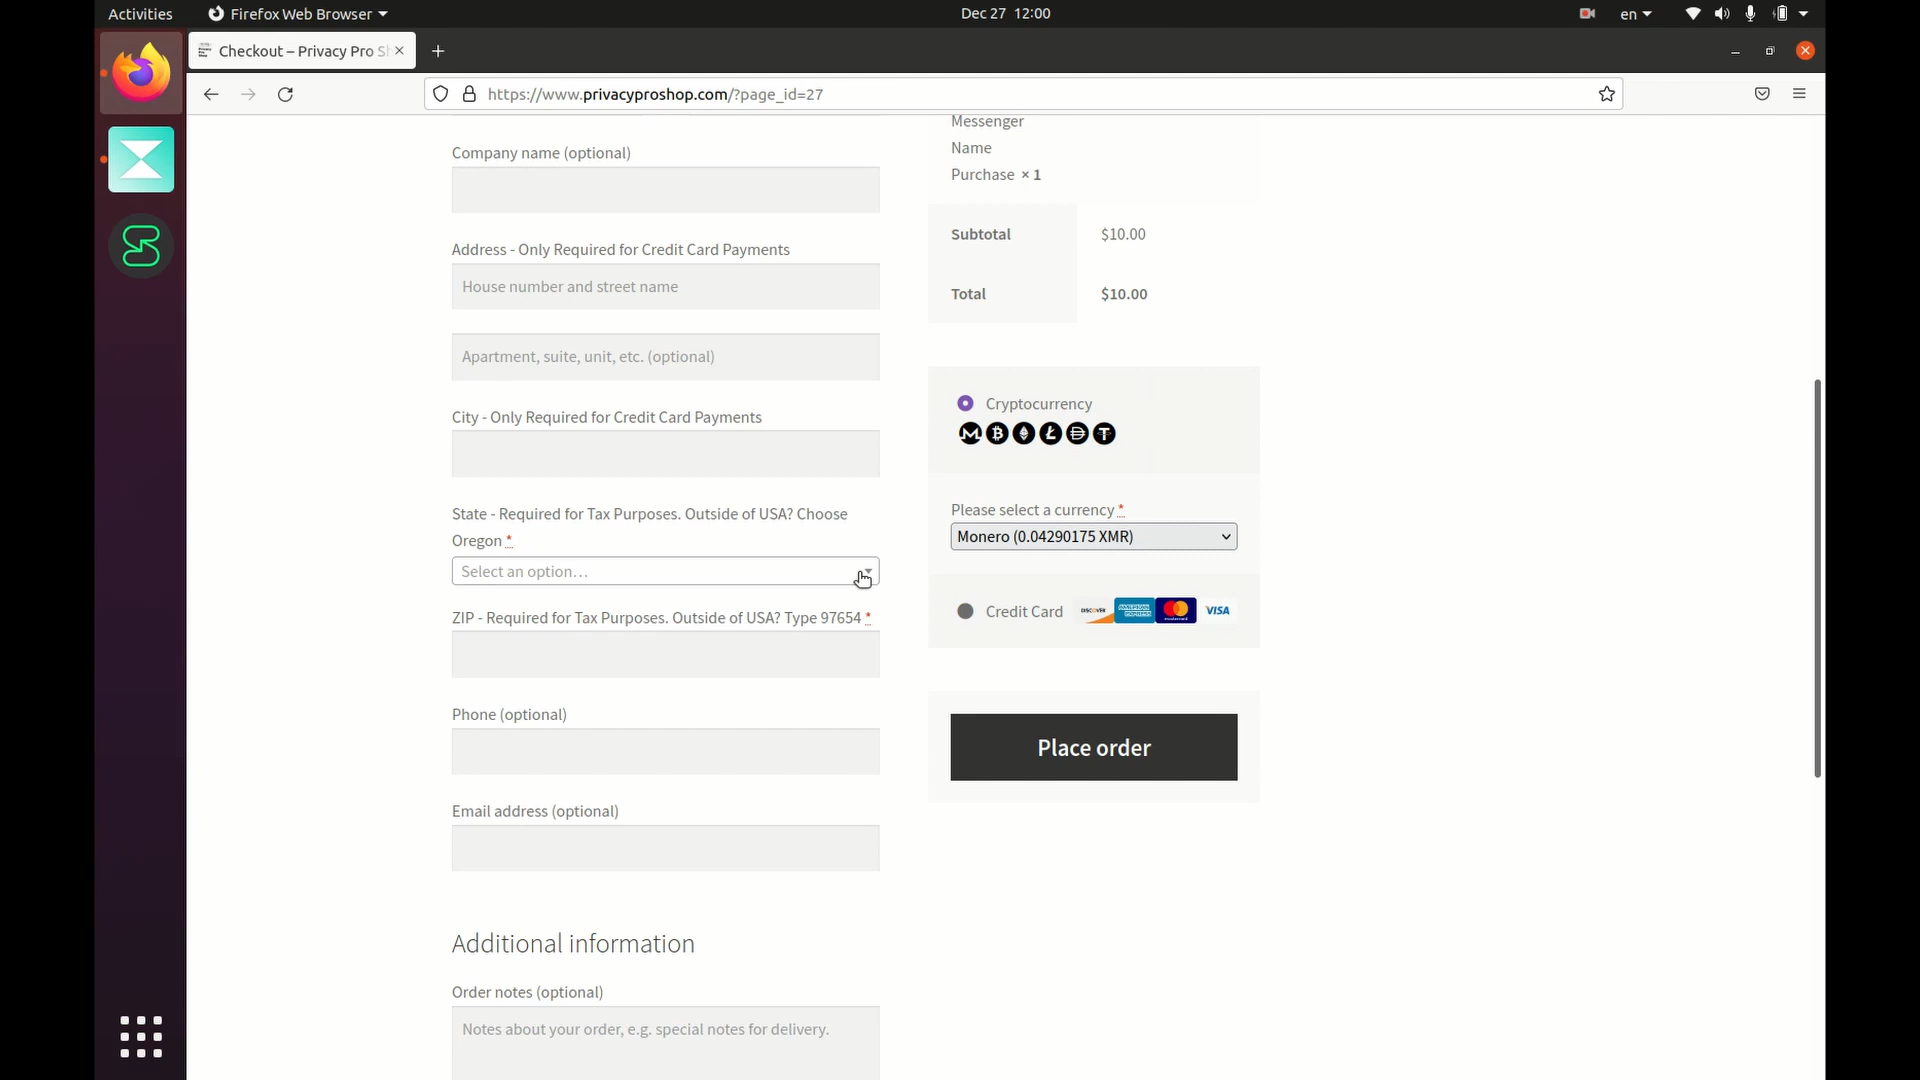 Activities
Firefox Web Browser
Dec 27 12:00
en
Checkout – Privacy Pro S
https://www.privacyproshop.com/?page_id=27
Company name (optional)
Address - Only Required for Credit Card Payments
House number and street name
Apartment, suite, unit, etc. (optional)
City - Only Required for Credit Card Payments
State - Required for Tax Purposes. Outside of USA? Choose
Oregon *
Select an option…
ZIP - Required for Tax Purposes. Outside of USA? Type 97654 *
Phone (optional)
Email address (optional)
Additional information
Order notes (optional)
Notes about your order, e.g. special notes for delivery.
Messenger
Name
Purchase × 1
Subtotal $10.00
Total $10.00
Cryptocurrency
Please select a currency *
Monero (0.04290175 XMR)
Credit Card DISCOVER AMERICAN EXPRESS mastercard VISA
Place order